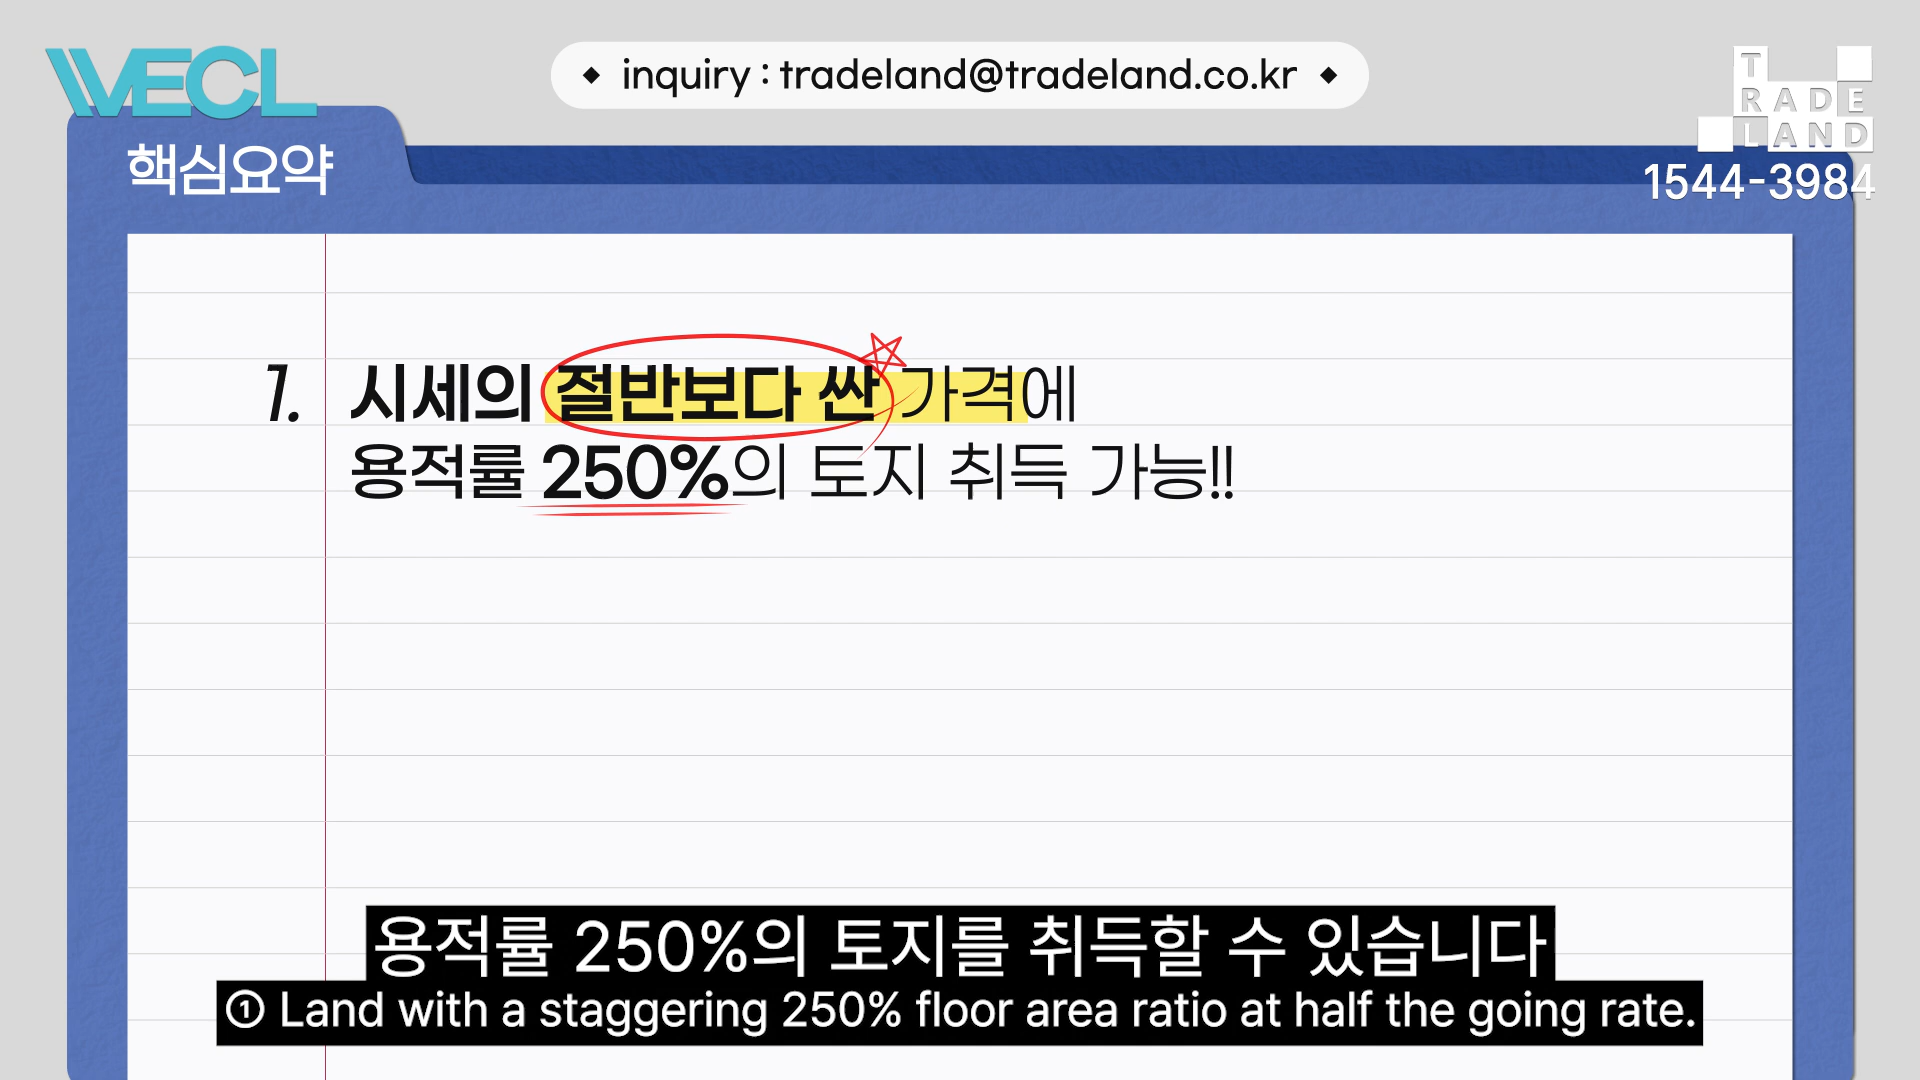 WECL
◆ inquiry : tradeland@tradeland.co.kr ◆
T
RADE
LAND
1544-3984
핵심요약
1. 시세의 절반보다 싼 가격에
용적률 250%의 토지 취득 가능!!
용적률 250%의 토지를 취득할 수 있습니다
① Land with a staggering 250% floor area ratio at half the going rate.